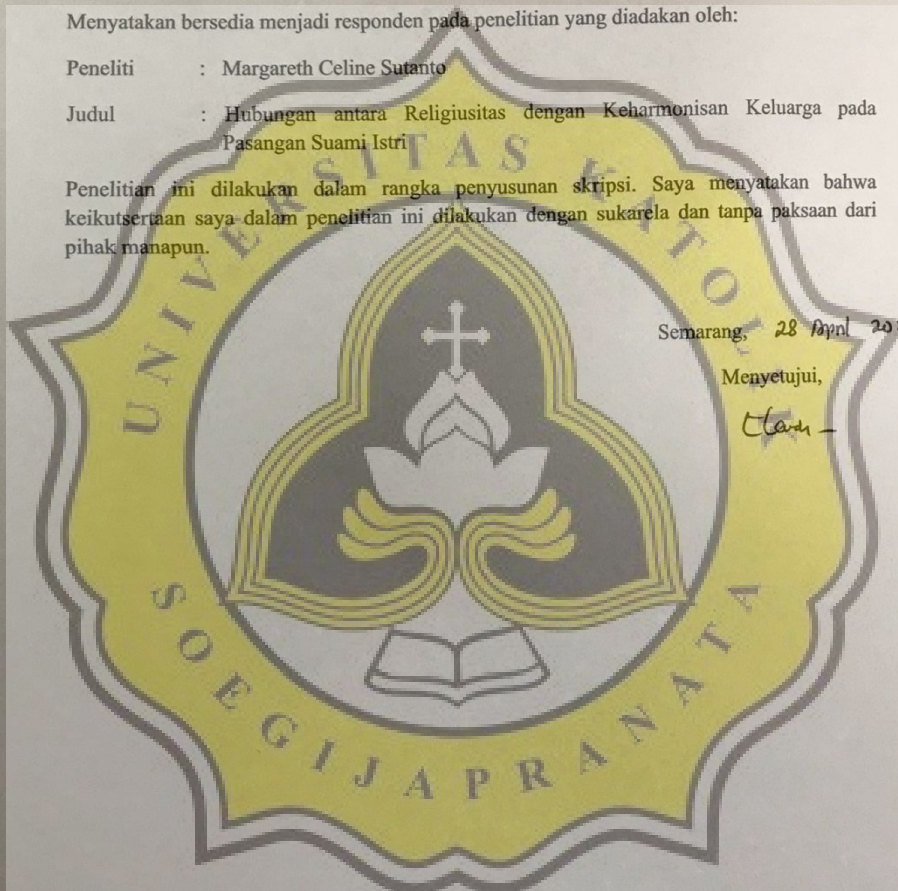 Menyatakan bersedia menjadi responden pada penelitian yang diadakan oleh:
Peneliti : Margareth Celine Sutanto
Judul : Hubungan antara Religiusitas dengan Keharmonisan Keluarga pada
Pasangan Suami Istri
Penelitian ini dilakukan dalam rangka penyusunan skripsi. Saya menyatakan bahwa
keikutsertaan saya dalam penelitian ini dilakukan dengan sukarela dan tanpa paksaan dari
pihak manapun.
Semarang, 28 April 20
Menyetujui,
UNIVERSITAS KATOLIK
SOEGIJAPRANATA